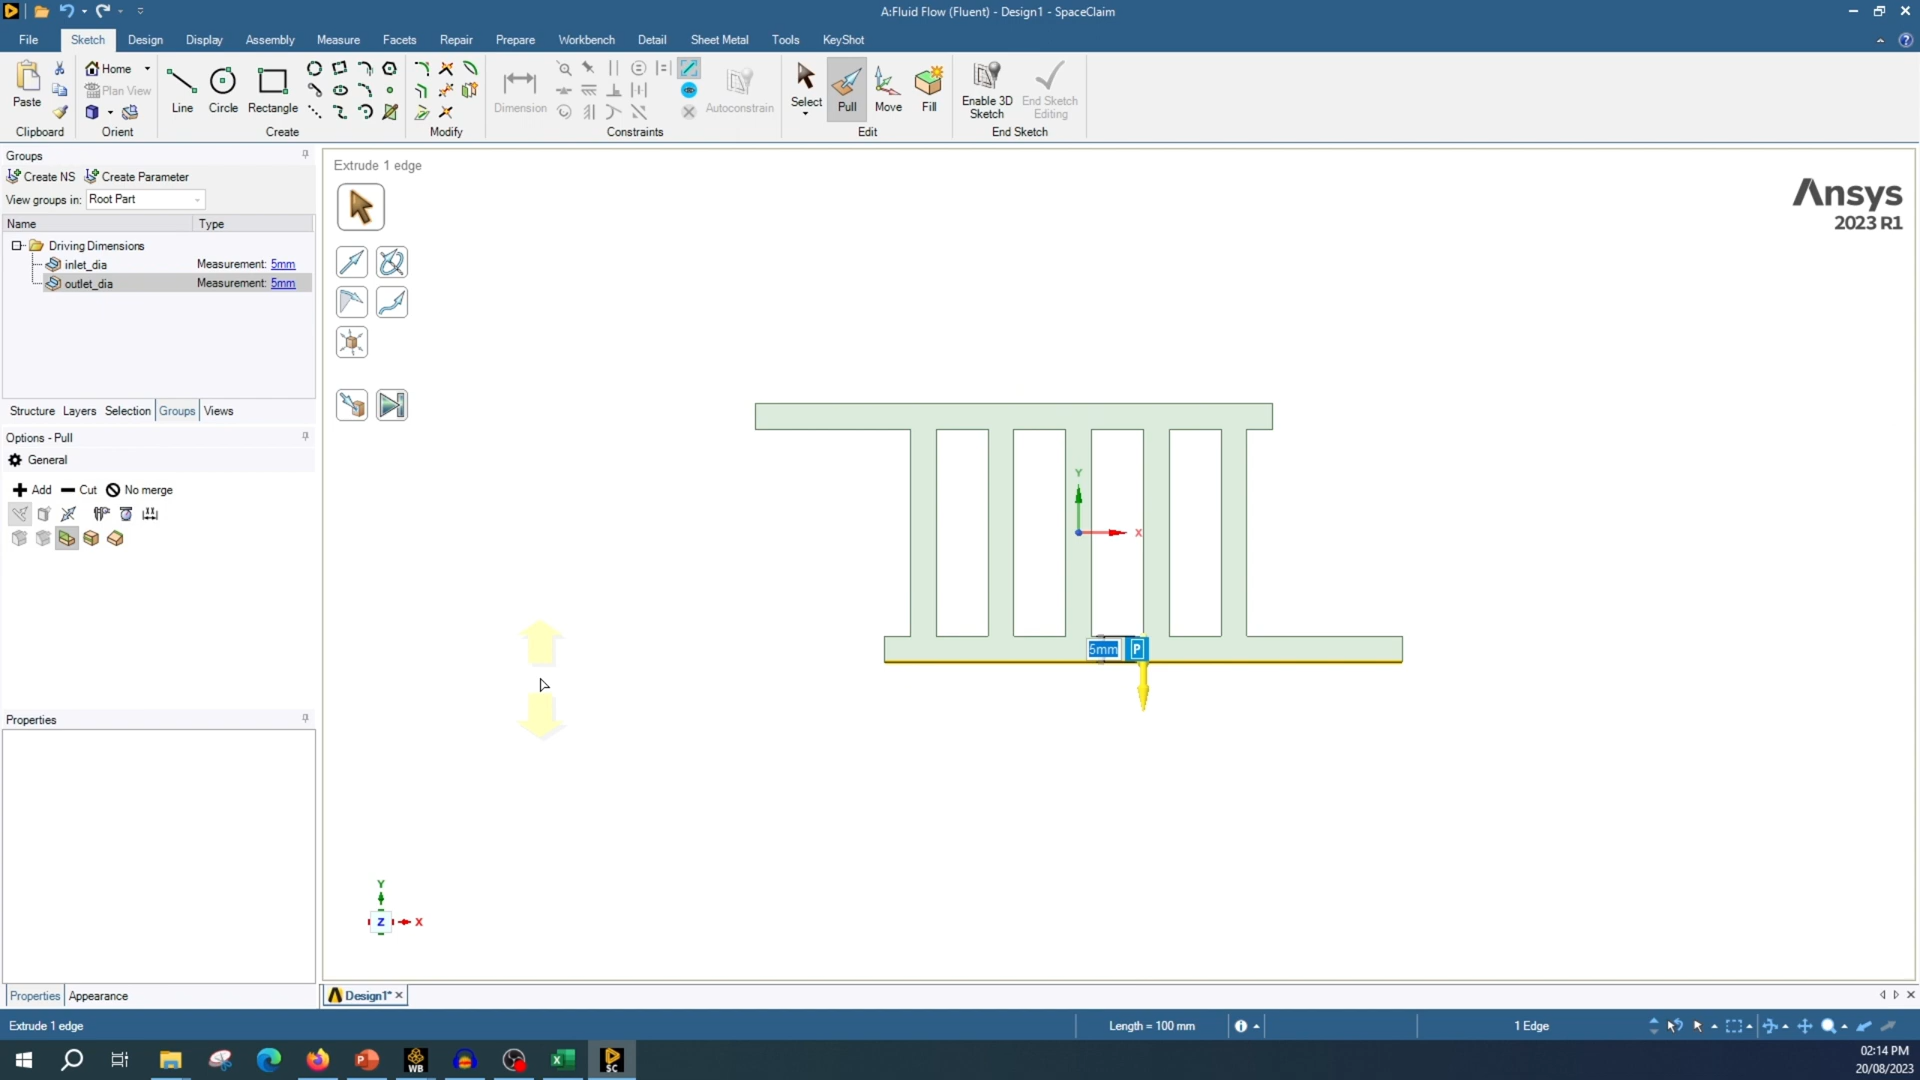 A:Fluid Flow (Fluent) - Design1 - SpaceClaim
File Sketch Design Display Assembly Measure Facets Repair Prepare Workbench Detail Sheet Metal Tools KeyShot
Paste
Home
Plan View
Line Circle Rectangle
Dimension
Autoconstrain
Select Pull Move Fill
Enable 3D Sketch
End Sketch Editing
Clipboard Orient Create Modify Constraints Edit End Sketch
Groups
Create NS Create Parameter
View groups in: Root Part
Name Type
Driving Dimensions
inlet_dia Measurement: 5mm
outlet_dia Measurement: 5mm
Structure Layers Selection Groups Views
Options - Pull
General
Add Cut No merge
Properties
Properties Appearance
Extrude 1 edge
Ansys
2023 R1
Y
X
5mm P
Y
Z X
Design1*
Extrude 1 edge Length = 100 mm 1 Edge
WB
SC
02:14 PM
20/08/2023